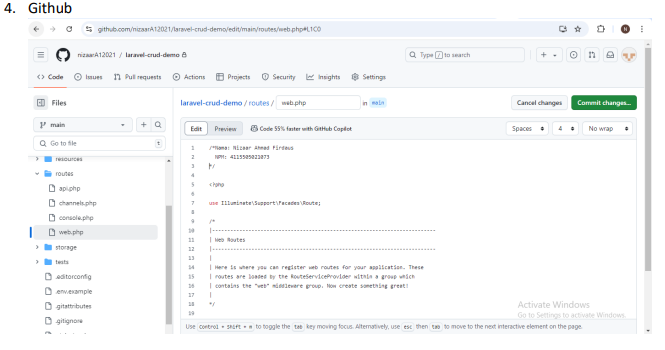 4. Github
github.com/nizaarA12021/laravel-crud-demo/edit/main/routes/web.php#L1C0
N
nizaarA12021 / laravel-crud-demo
Type / to search
Code Issues Pull requests Actions Projects Security Insights Settings
Files
laravel-crud-demo / routes / web.php in main
Cancel changes Commit changes...
main
Edit Preview Code 55% faster with GitHub Copilot
Spaces 4 No wrap
Go to file t
resources
routes
api.php
channels.php
console.php
web.php
storage
tests
.editorconfig
.env.example
.gitattributes
.gitignore
1 /*Nama: Nizaar Ahmad Firdaus
2 NPM: 4115505021073
3 */
4
5 <?php
6
7 use Illuminate\Support\Facades\Route;
8
9 /*
10 |--------------------------------------------------------------------------
11 | Web Routes
12 |--------------------------------------------------------------------------
13 |
14 | Here is where you can register web routes for your application. These
15 | routes are loaded by the RouteServiceProvider within a group which
16 | contains the "web" middleware group. Now create something great!
17 |
18 */
19
Activate Windows
Go to Settings to activate Windows.
Use Control + Shift + m to toggle the tab key moving focus. Alternatively, use esc then tab to move to the next interactive element on the page.